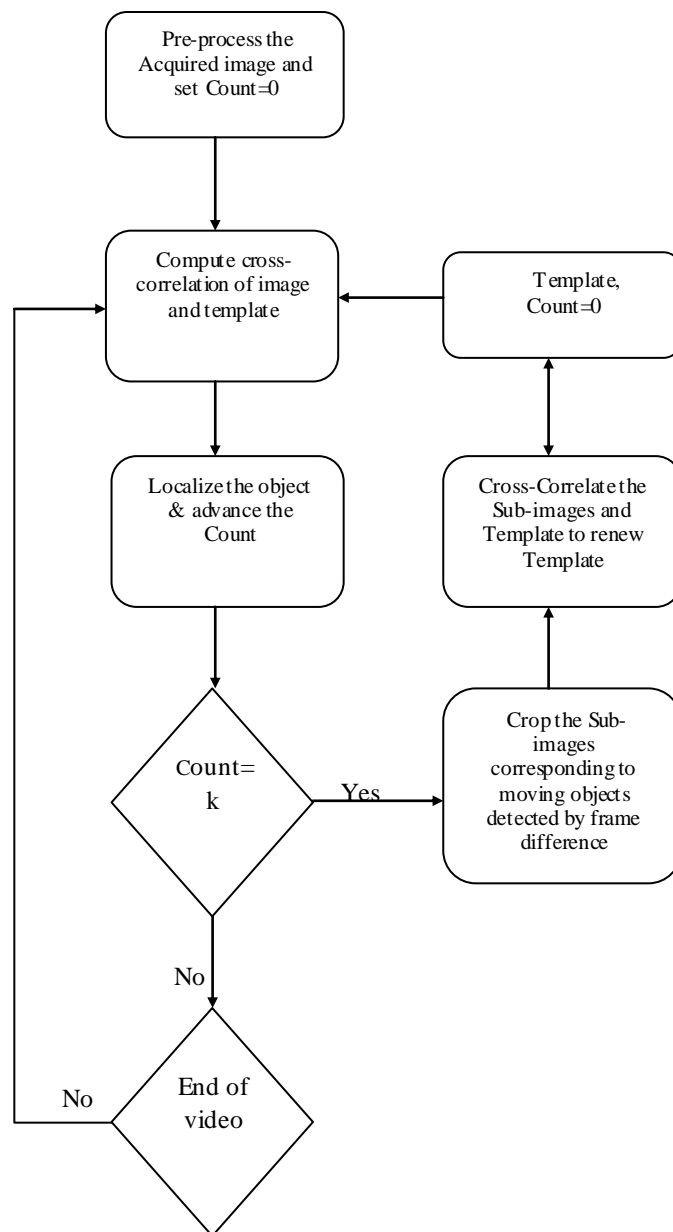 Pre-process the
Acquired image and
set Count=0
Compute cross-
correlation of image
and template
Template,
Count=0
Localize the object
& advance the
Count
Cross-Correlate the
Sub-images and
Template to renew
Template
Count=
k
Yes
Crop the Sub-
images
corresponding to
moving objects
detected by frame
difference
No
End of
video
No